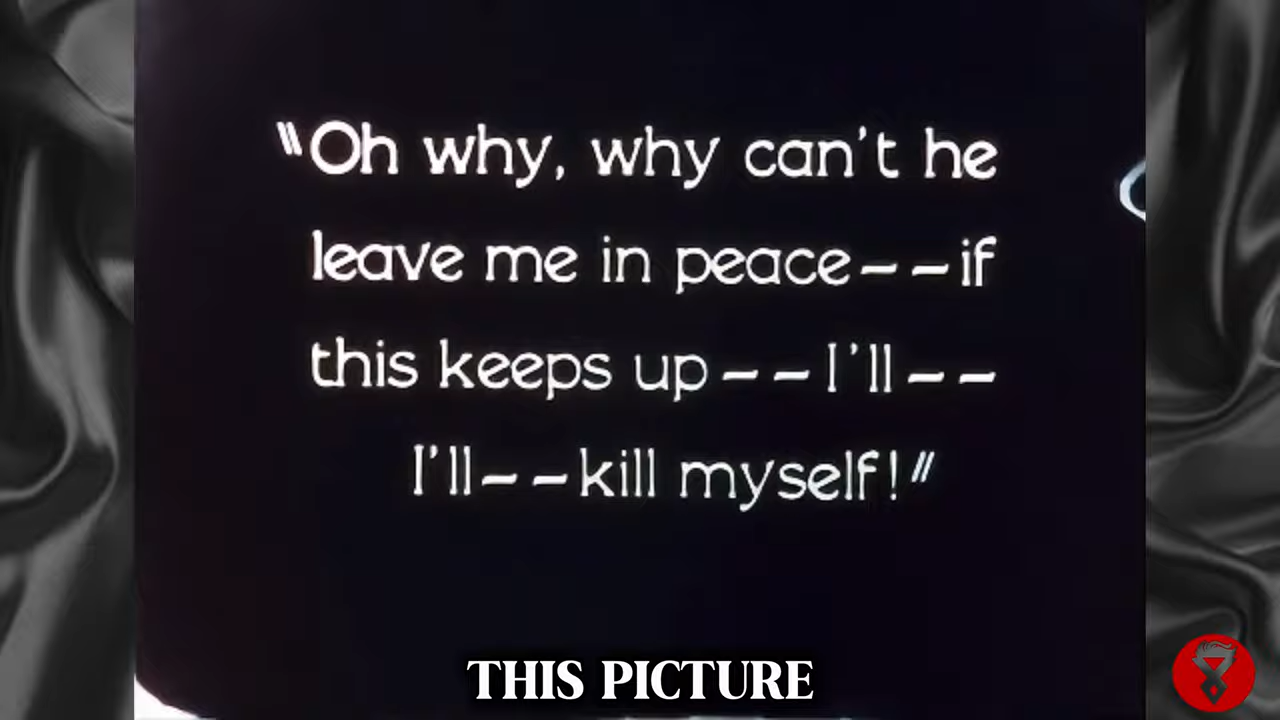 "Oh why, why can't he
leave me in peace--if
this keeps up--I'll--
I'll--kill myself!"
THIS PICTURE